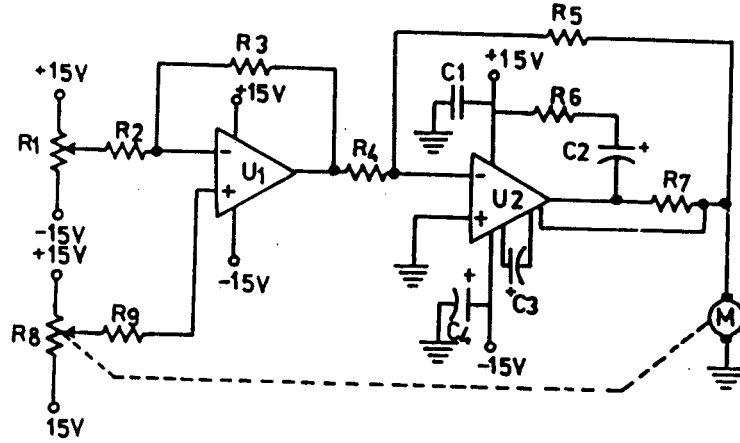 R5
R3
+15V
C1
+15V
+15V
R6
R1
R2
-
U1
+
R4
-
U2
+
C2
+
R7
-15V
+15V
-15V
+
C3
+
C4
R8
R9
-15V
M
15V